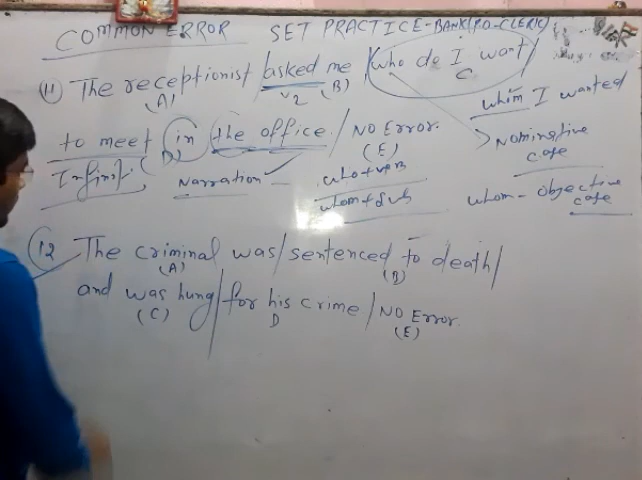 COMMON ERROR SET PRACTICE-BANK(P.O-CLERK)
11 The receptionist / asked me / who do I want /
(A) V2 (B) C
whom I wanted
to meet in the office / NO Error.
(D) (E)
Nominative case
Infiniti, Narration - who+verb
whom+Sub
whom - objective case
12 The criminal was / sentenced to death /
(A) (B)
and was hung / for his crime / NO Error.
(C) D (E)